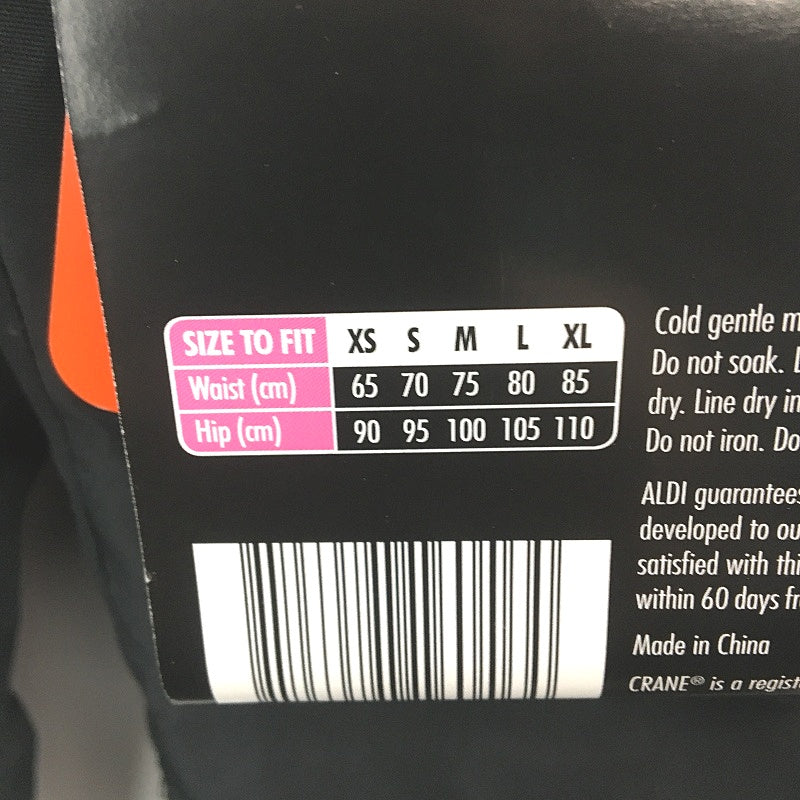 SIZE TO FIT XS S M L XL
Waist (cm) 65 70 75 80 85
Hip (cm) 90 95 100 105 110
Cold gentle
Do not soak.
dry. Line dry in
Do not iron. Do
ALDI guarantees
developed to
satisfied with
within 60 days
Made in China
CRANE® is a